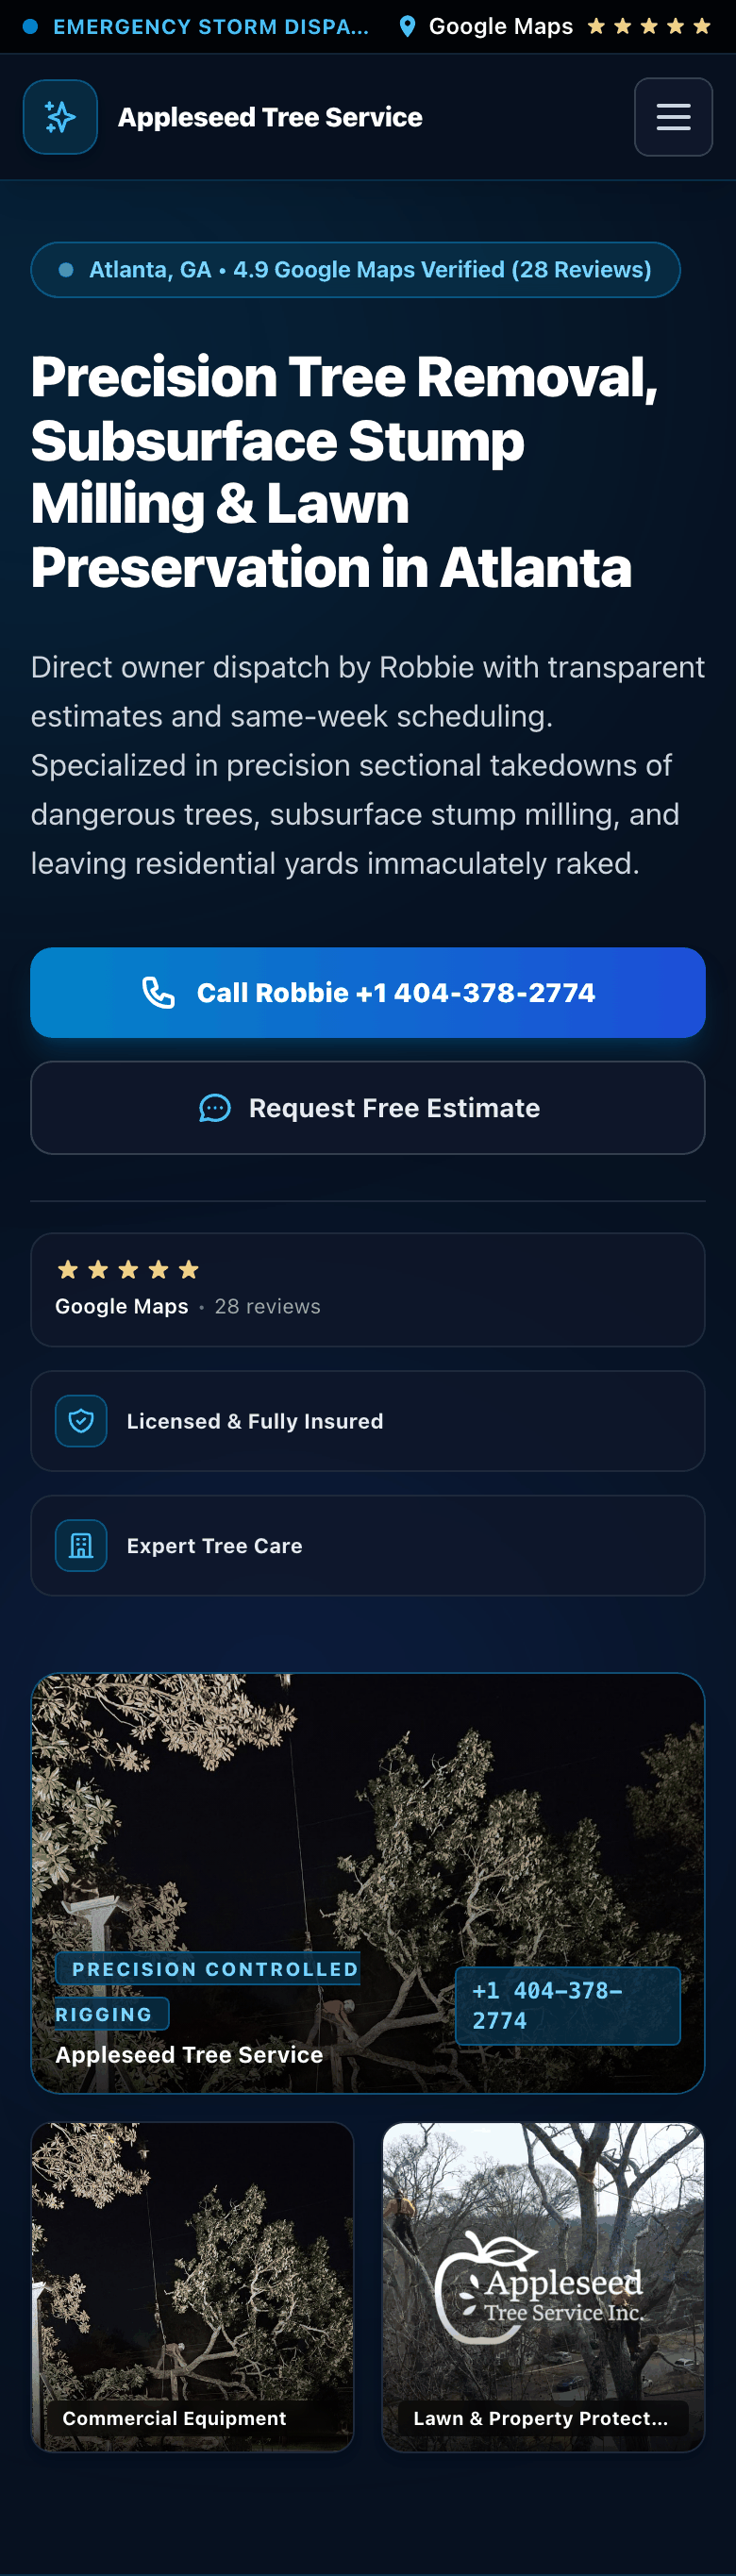 EMERGENCY STORM DISPA... Google Maps
Appleseed Tree Service
Atlanta, GA • 4.9 Google Maps Verified (28 Reviews)
Precision Tree Removal,
Subsurface Stump
Milling & Lawn
Preservation in Atlanta
Direct owner dispatch by Robbie with transparent
estimates and same-week scheduling.
Specialized in precision sectional takedowns of
dangerous trees, subsurface stump milling, and
leaving residential yards immaculately raked.
Call Robbie +1 404-378-2774
Request Free Estimate
Google Maps • 28 reviews
Licensed & Fully Insured
Expert Tree Care
PRECISION CONTROLLED
RIGGING
Appleseed Tree Service
+1 404-378-
2774
Commercial Equipment
Appleseed
Tree Service Inc.
Lawn & Property Protect...